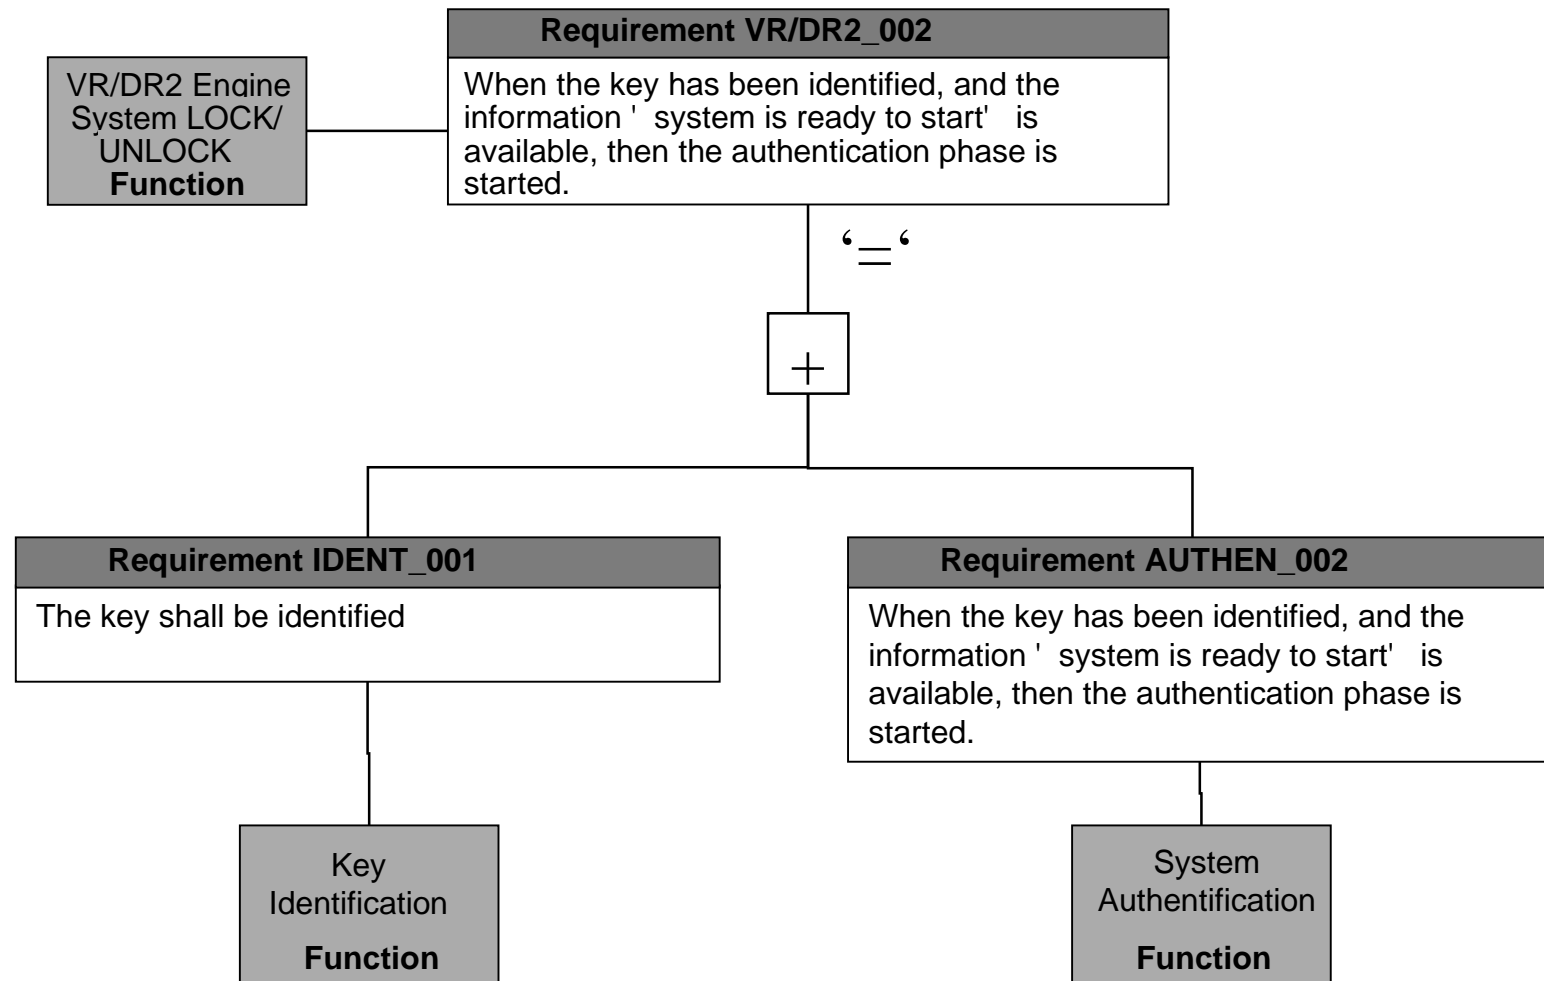 Requirement VR/DR2_002
VR/DR2 Engine
System LOCK/
UNLOCK
Function
When the key has been identified, and the
information ' system is ready to start' is
available, then the authentication phase is
started.
‘=‘
+
Requirement IDENT_001
The key shall be identified
Requirement AUTHEN_002
When the key has been identified, and the
information ' system is ready to start' is
available, then the authentication phase is
started.
Key
Identification
Function
System
Authentification
Function